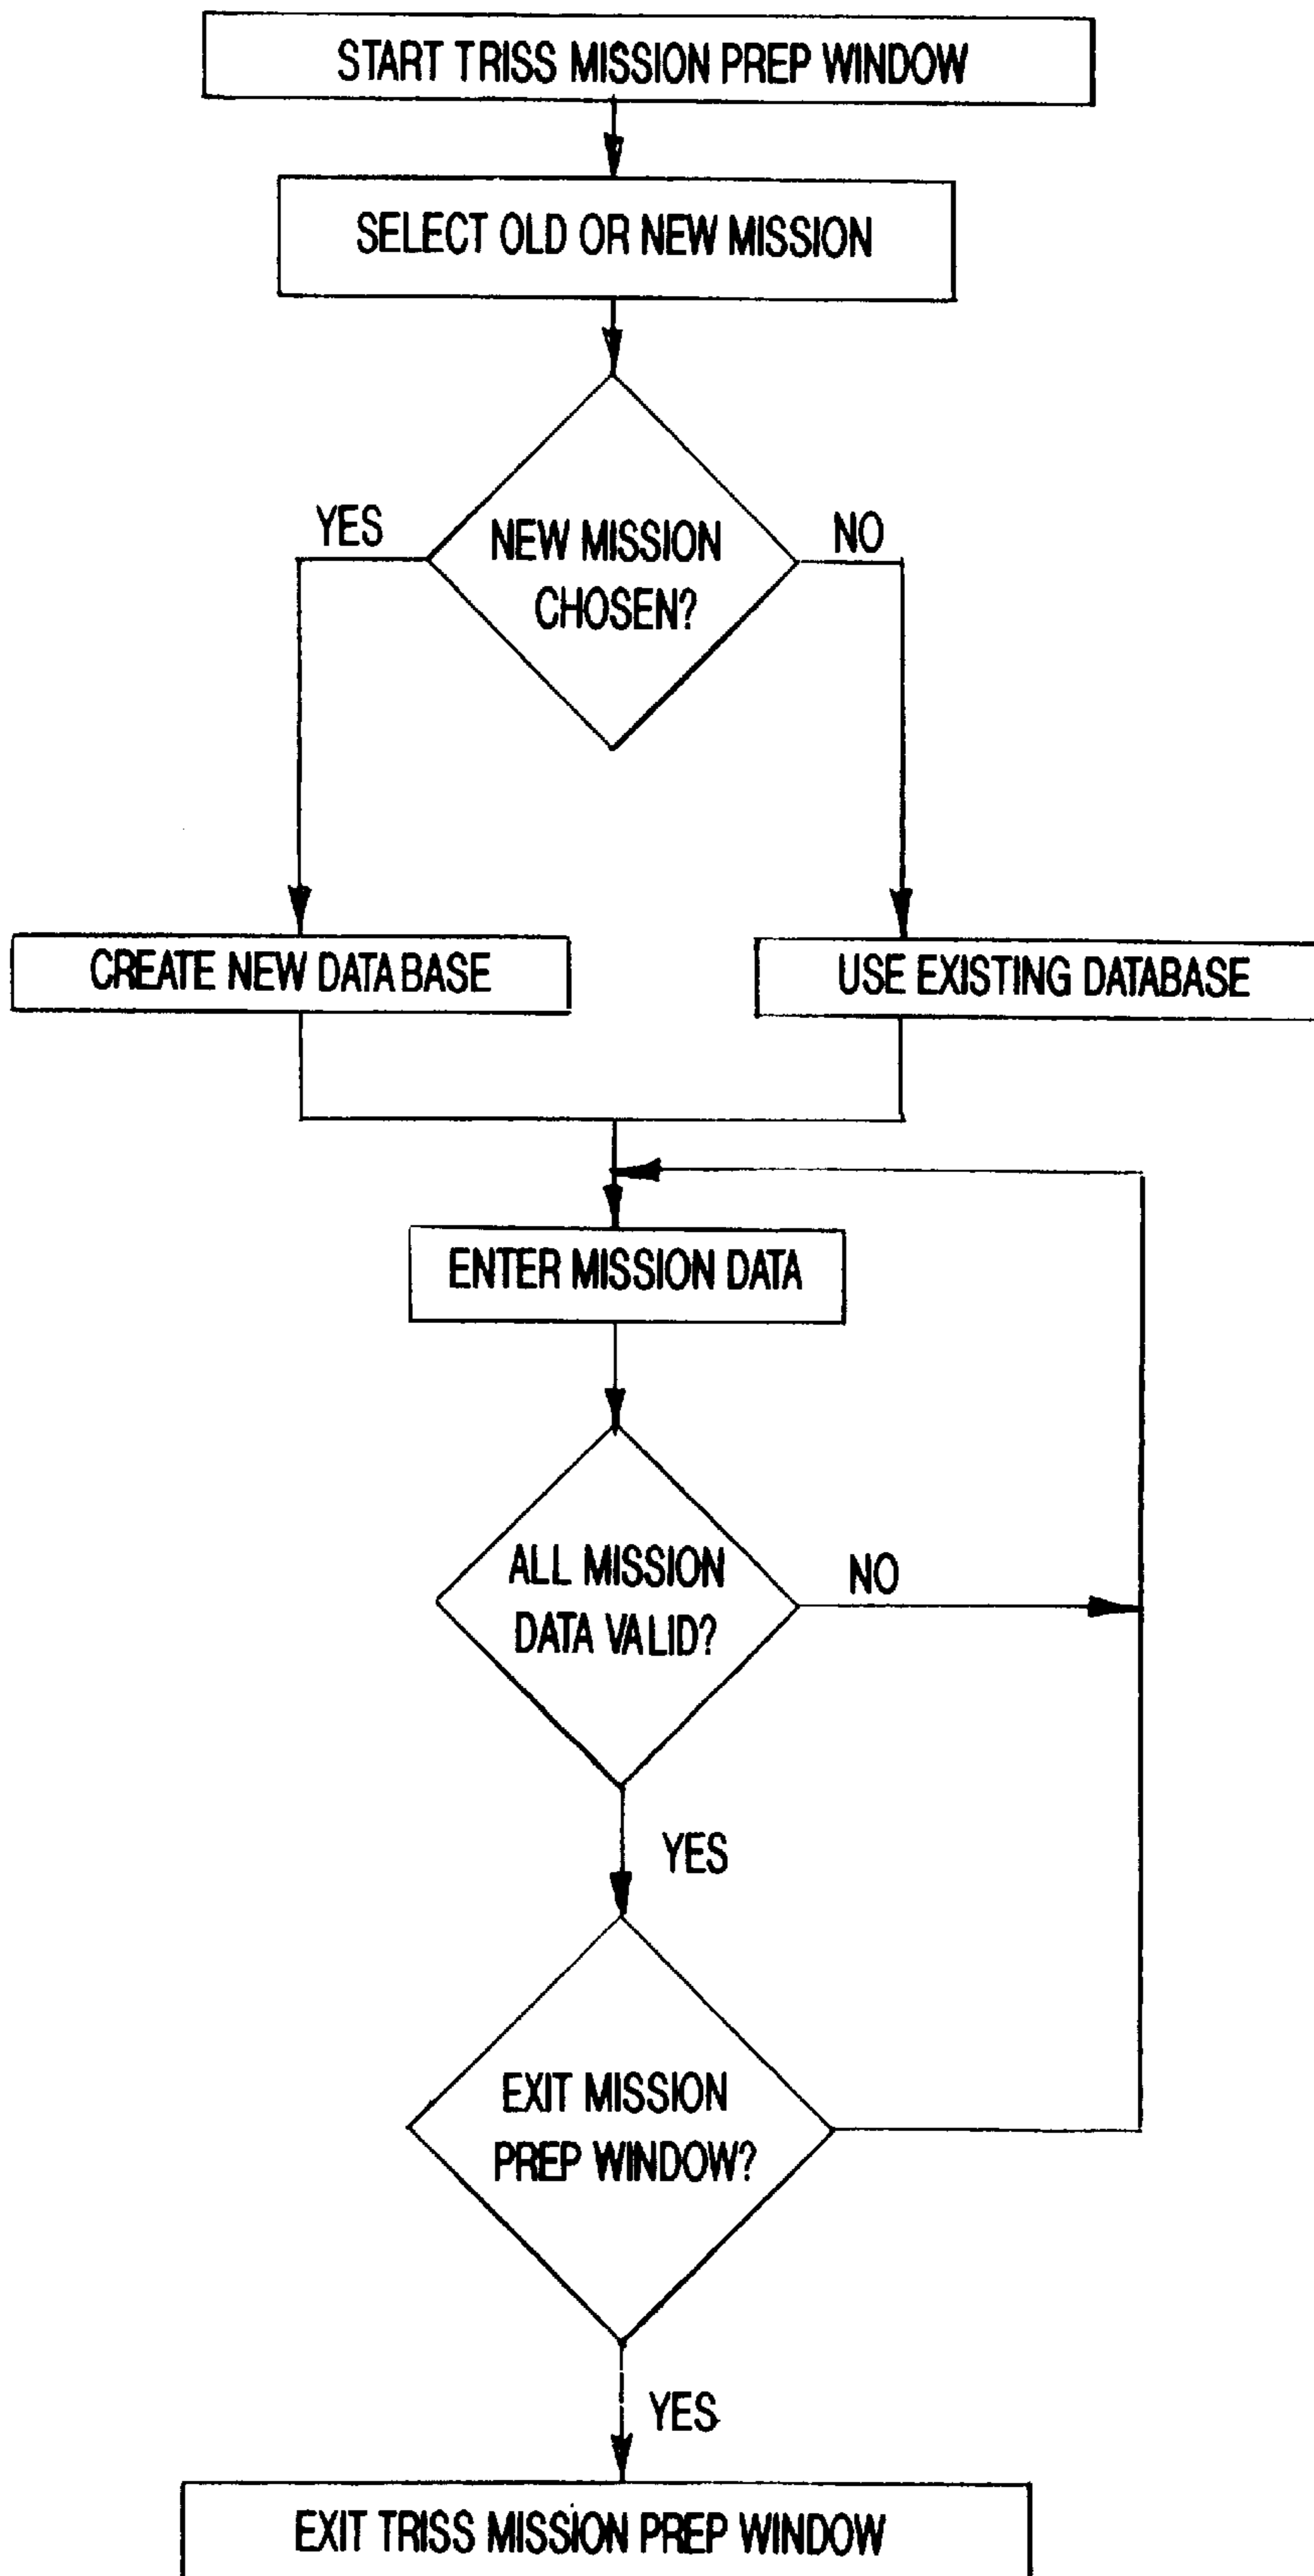 START TRISS MISSION PREP WINDOW
SELECT OLD OR NEW MISSION
YES
NEW MISSION
CHOSEN?
NO
CREATE NEW DATABASE
USE EXISTING DATABASE
ENTER MISSION DATA
ALL MISSION
DATA VALID?
NO
YES
EXIT MISSION
PREP WINDOW?
YES
EXIT TRISS MISSION PREP WINDOW